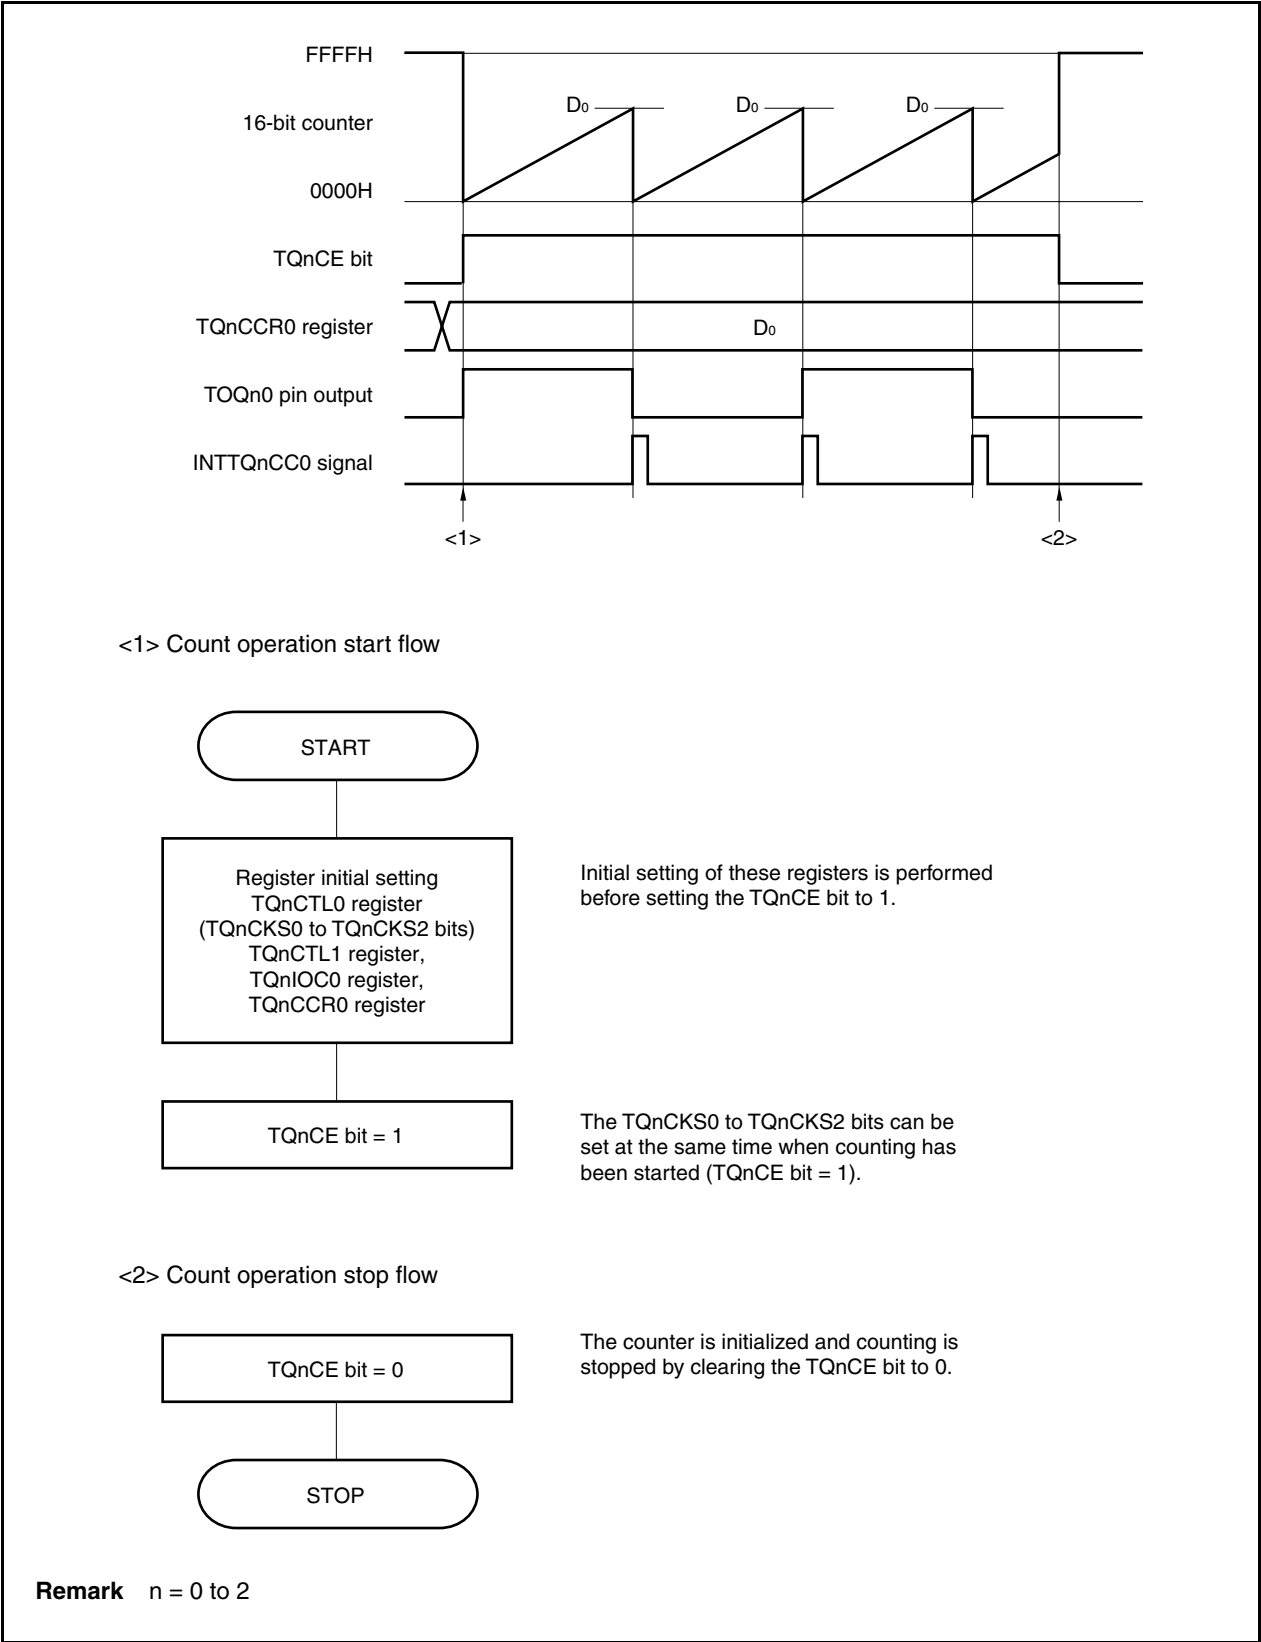 FFFFH
D0 D0 D0
16-bit counter
0000H
TQnCE bit
TQnCCR0 register D0
TOQn0 pin output
INTTQnCC0 signal
<1> <2>
<1> Count operation start flow
START
Register initial setting
TQnCTL0 register
(TQnCKS0 to TQnCKS2 bits)
TQnCTL1 register,
TQnIOC0 register,
TQnCCR0 register
Initial setting of these registers is performed
before setting the TQnCE bit to 1.
TQnCE bit = 1
The TQnCKS0 to TQnCKS2 bits can be
set at the same time when counting has
been started (TQnCE bit = 1).
<2> Count operation stop flow
TQnCE bit = 0
The counter is initialized and counting is
stopped by clearing the TQnCE bit to 0.
STOP
Remark n = 0 to 2